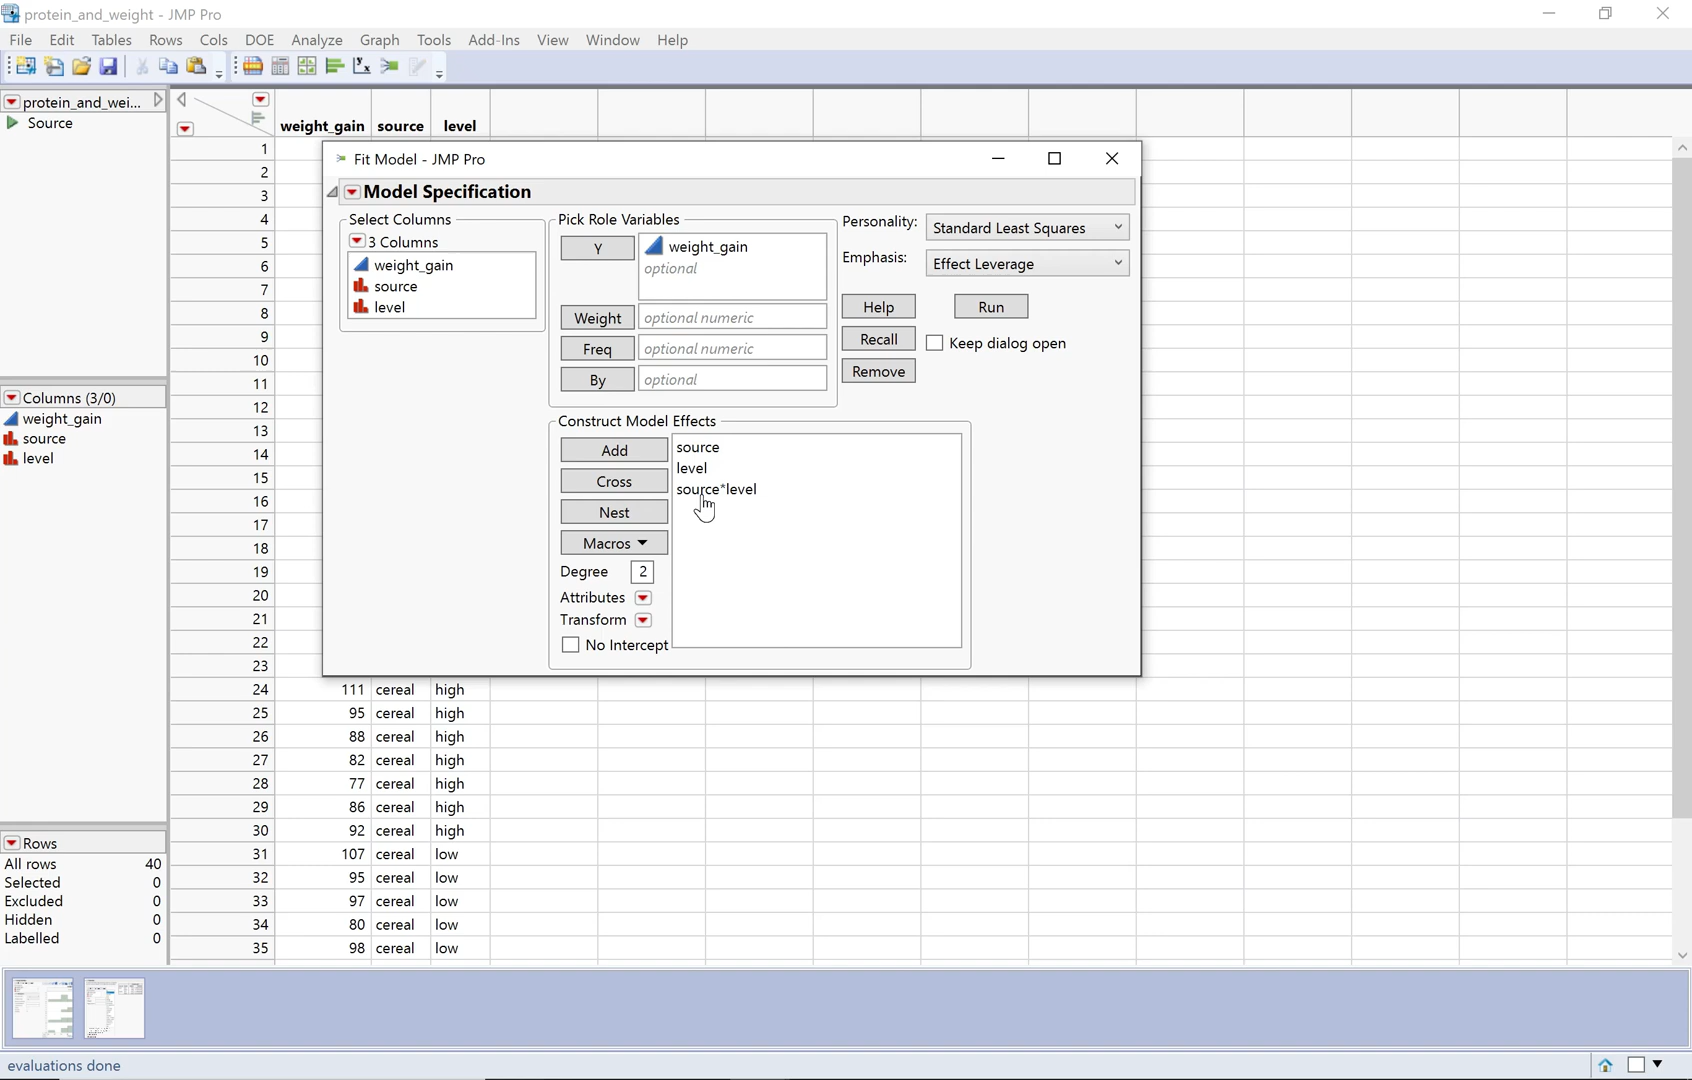 protein_and_weight - JMP Pro
File Edit Tables Rows Cols DOE Analyze Graph Tools Add-Ins View Window Help
protein_and_wei...
Source
weight_gain source level
1
2
3
4
5
6
7
8
9
10
11
12
13
14
15
16
17
18
19
20
21
22
23
24 111 cereal high
25 95 cereal high
26 88 cereal high
27 82 cereal high
28 77 cereal high
29 86 cereal high
30 92 cereal high
31 107 cereal low
32 95 cereal low
33 97 cereal low
34 80 cereal low
35 98 cereal low
Fit Model - JMP Pro
Model Specification
Select Columns
3 Columns
weight_gain
source
level
Pick Role Variables
Y weight_gain
optional
Weight optional numeric
Freq optional numeric
By optional
Personality: Standard Least Squares
Emphasis: Effect Leverage
Help Run
Recall Keep dialog open
Remove
Construct Model Effects
Add
Cross
Nest
Macros
Degree 2
Attributes
Transform
No Intercept
source
level
source*level
Columns (3/0)
weight_gain
source
level
Rows
All rows 40
Selected 0
Excluded 0
Hidden 0
Labelled 0
evaluations done